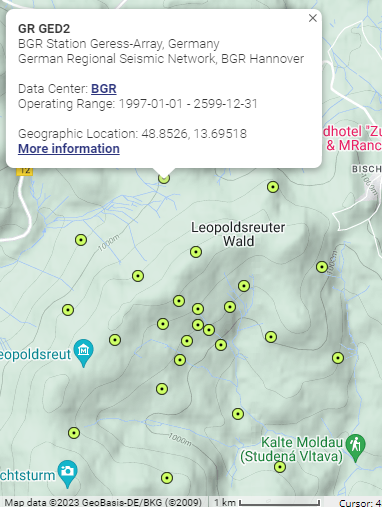 GR GED2
BGR Station Geress-Array, Germany
German Regional Seismic Network, BGR Hannover
Data Center: BGR
Operating Range: 1997-01-01 - 2599-12-31
Geographic Location: 48.8526, 13.69518
More information
dhotel "Zu
& MRanc
12
BISCH
1000m
Leopoldsreuter
Wald
1000m
1000m
eopoldsreut
1000m
Kalte Moldau
(Studená Vltava)
chtsturm
Map data ©2023 GeoBasis-DE/BKG (©2009)
1 km
Cursor: 4